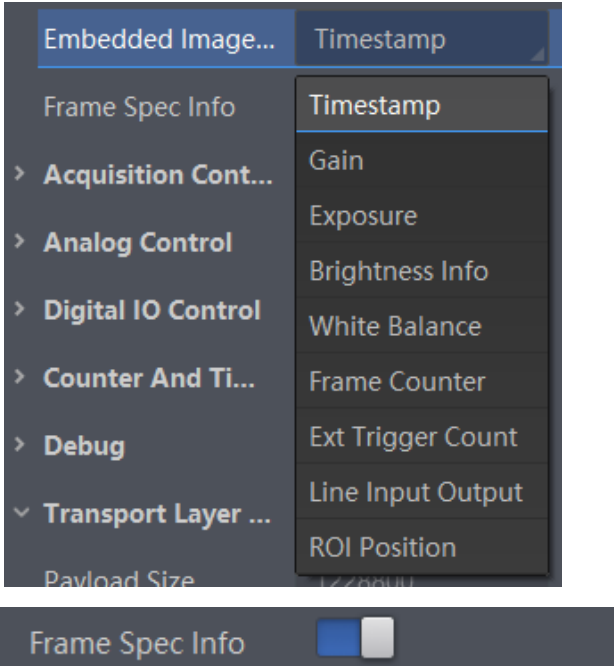 Embedded Image... Timestamp
Frame Spec Info Timestamp
Gain
Acquisition Cont...
Exposure
Analog Control
Brightness Info
Digital IO Control
White Balance
Counter And Ti... Frame Counter
Debug Ext Trigger Count
Transport Layer ... Line Input Output
ROI Position
Payload Size 1228800
Frame Spec Info